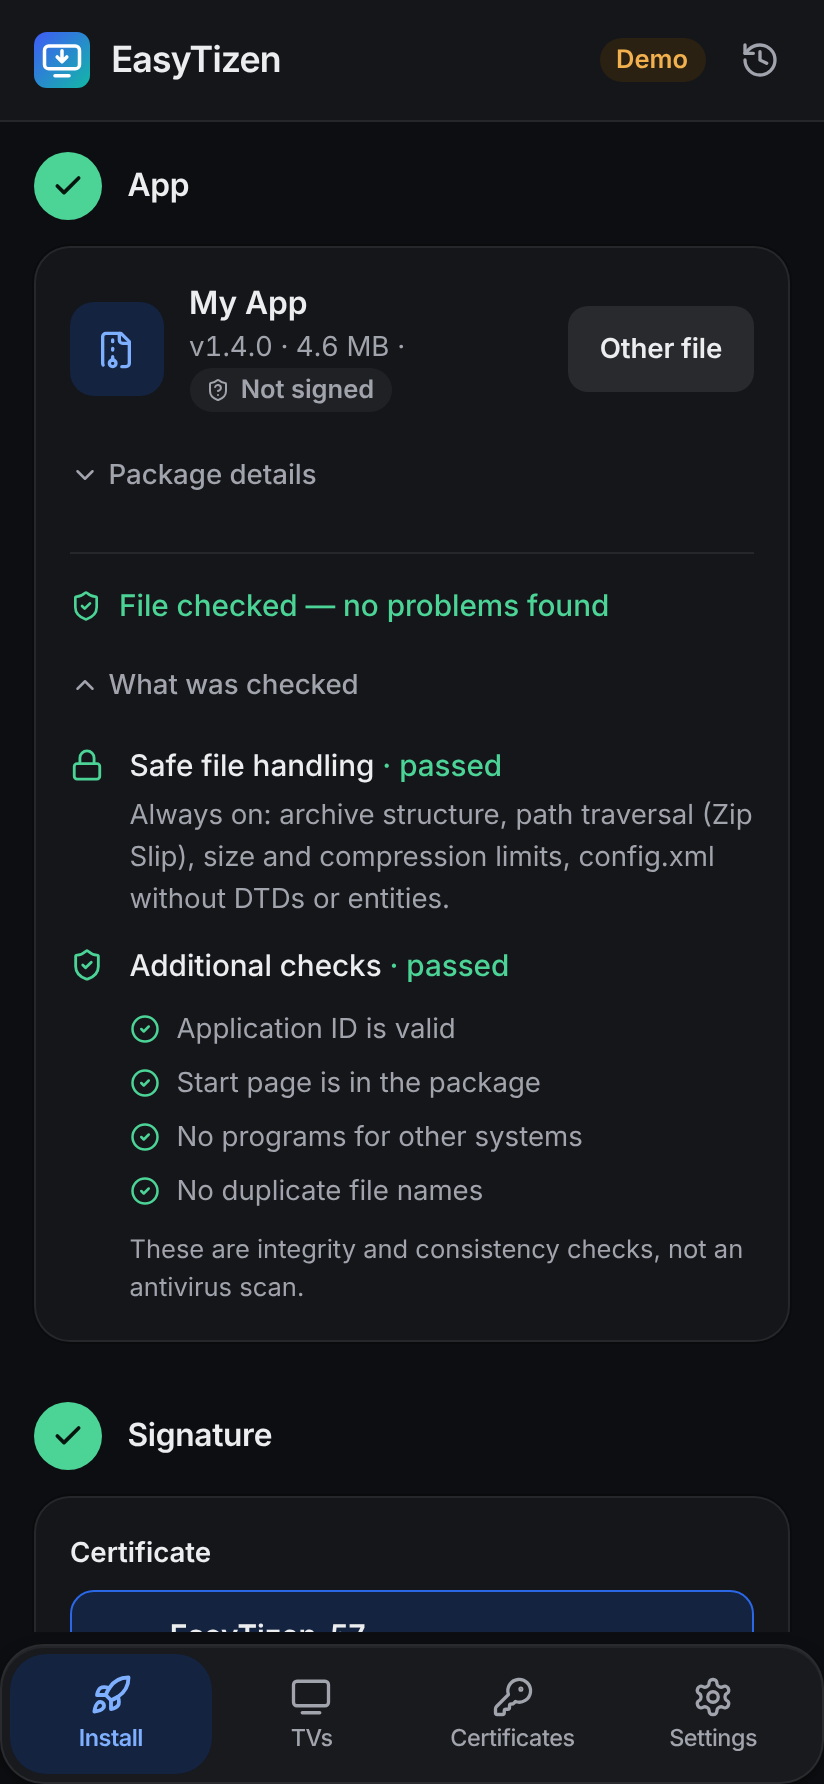 EasyTizen
Demo
App
My App
v1.4.0 · 4.6 MB ·
Not signed
Other file
Package details
File checked — no problems found
What was checked
Safe file handling · passed
Always on: archive structure, path traversal (Zip
Slip), size and compression limits, config.xml
without DTDs or entities.
Additional checks · passed
Application ID is valid
Start page is in the package
No programs for other systems
No duplicate file names
These are integrity and consistency checks, not an
antivirus scan.
Signature
Certificate
Install
TVs
Certificates
Settings